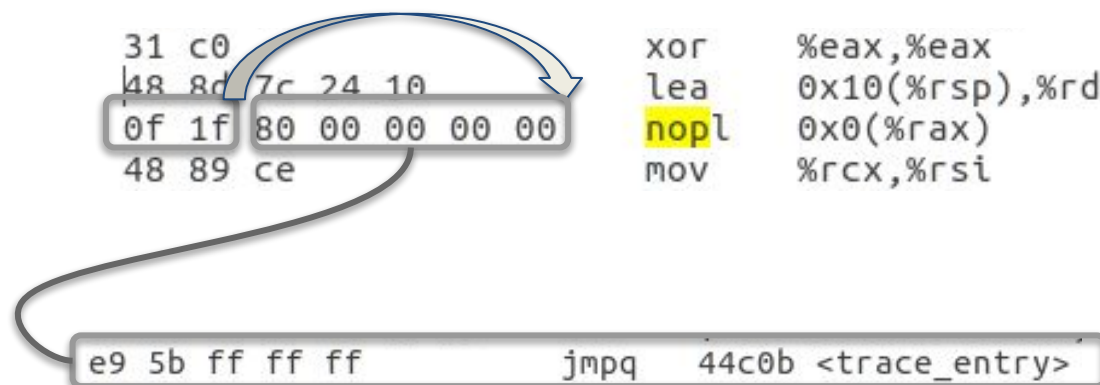 31 c0 xor %eax,%eax
48 8d 7c 24 10 lea 0x10(%rsp),%rd
0f 1f 80 00 00 00 00 nopl 0x0(%rax)
48 89 ce mov %rcx,%rsi
e9 5b ff ff ff jmpq 44c0b <trace_entry>